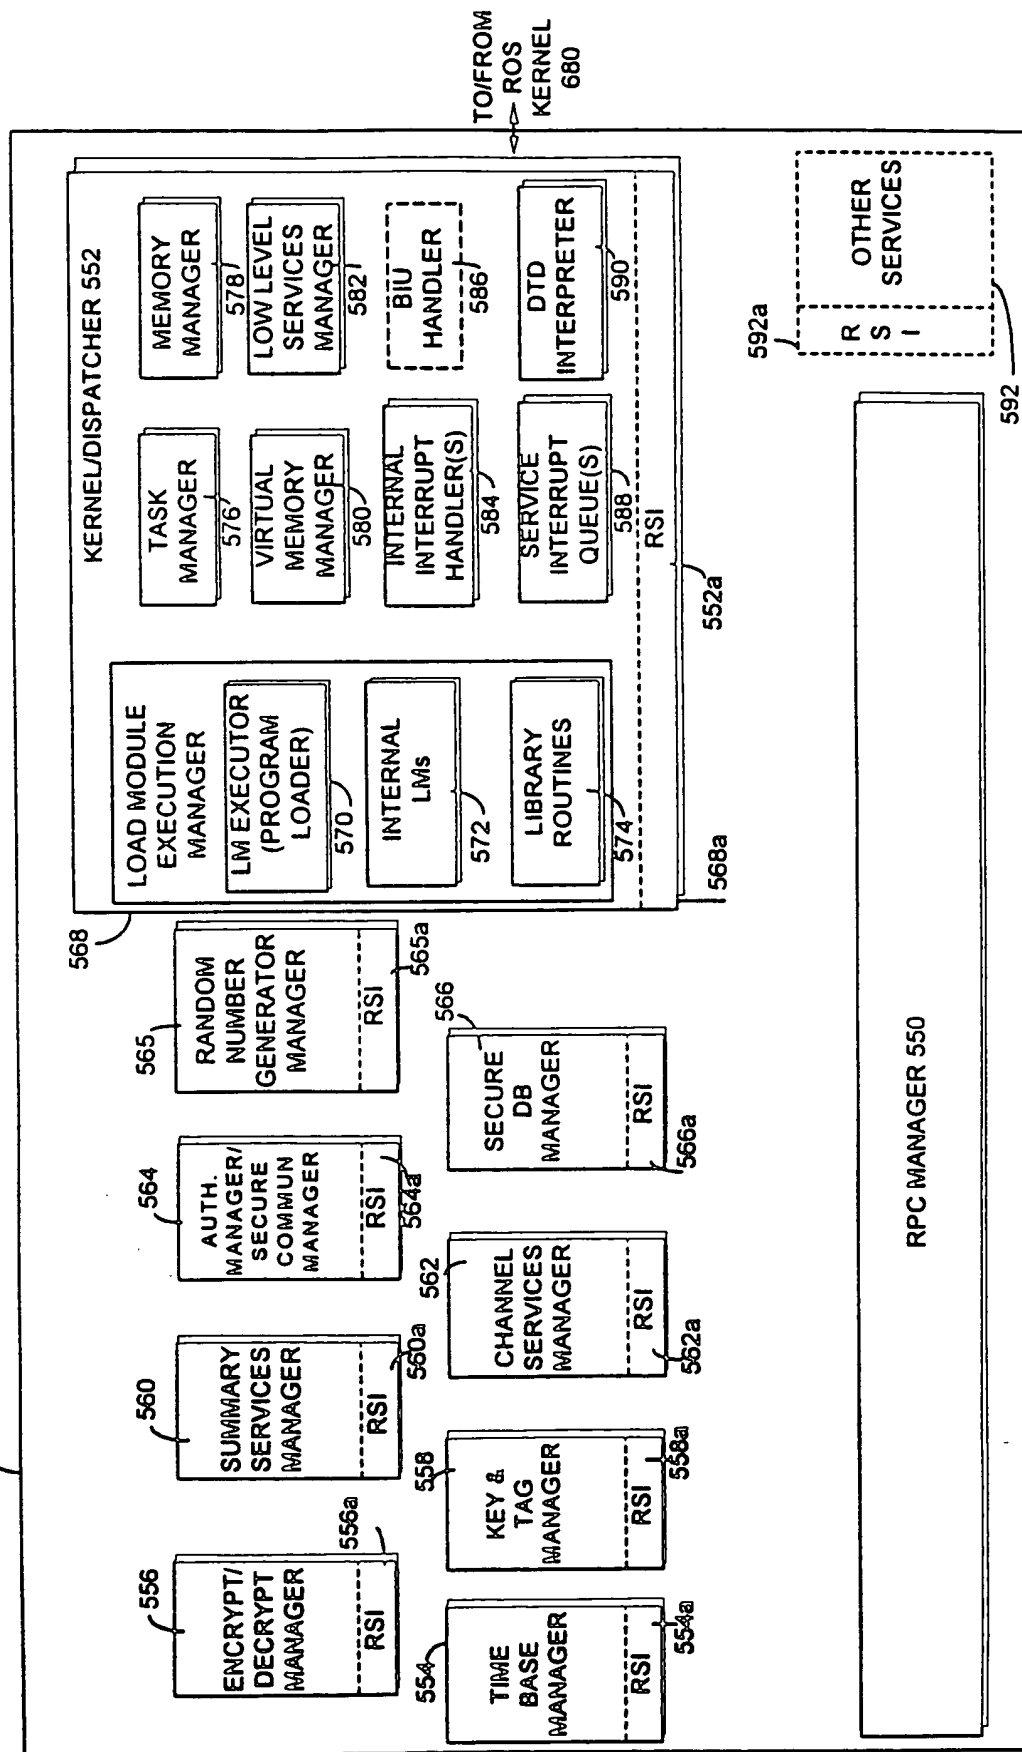 KERNEL/DISPATCHER 552
LOAD MODULE
EXECUTION
MANAGER
LM EXECUTOR
(PROGRAM
LOADER)
570
INTERNAL
LMs
572
LIBRARY
ROUTINES
574
568
568a
TASK
MANAGER
576
MEMORY
MANAGER
578
VIRTUAL
MEMORY
MANAGER
580
LOW LEVEL
SERVICES
MANAGER
582
INTERNAL
INTERRUPT
HANDLER(S)
584
BIU
HANDLER
586
SERVICE
INTERRUPT
QUEUE(S)
588
DTD
INTERPRETER
590
RSI
552a
TO/FROM
ROS
KERNEL
680
556
ENCRYPT/
DECRYPT
MANAGER
RSI
556a
560
SUMMARY
SERVICES
MANAGER
RSI
560a
564
AUTH.
MANAGER/
SECURE
COMMUN
MANAGER
RSI
564a
565
RANDOM
NUMBER
GENERATOR
MANAGER
RSI
565a
554
TIME
BASE
MANAGER
RSI
554a
558
KEY &
TAG
MANAGER
RSI
558a
562
CHANNEL
SERVICES
MANAGER
RSI
562a
566
SECURE
DB
MANAGER
RSI
566a
RPC MANAGER 550
592a
R
S
I
OTHER
SERVICES
592